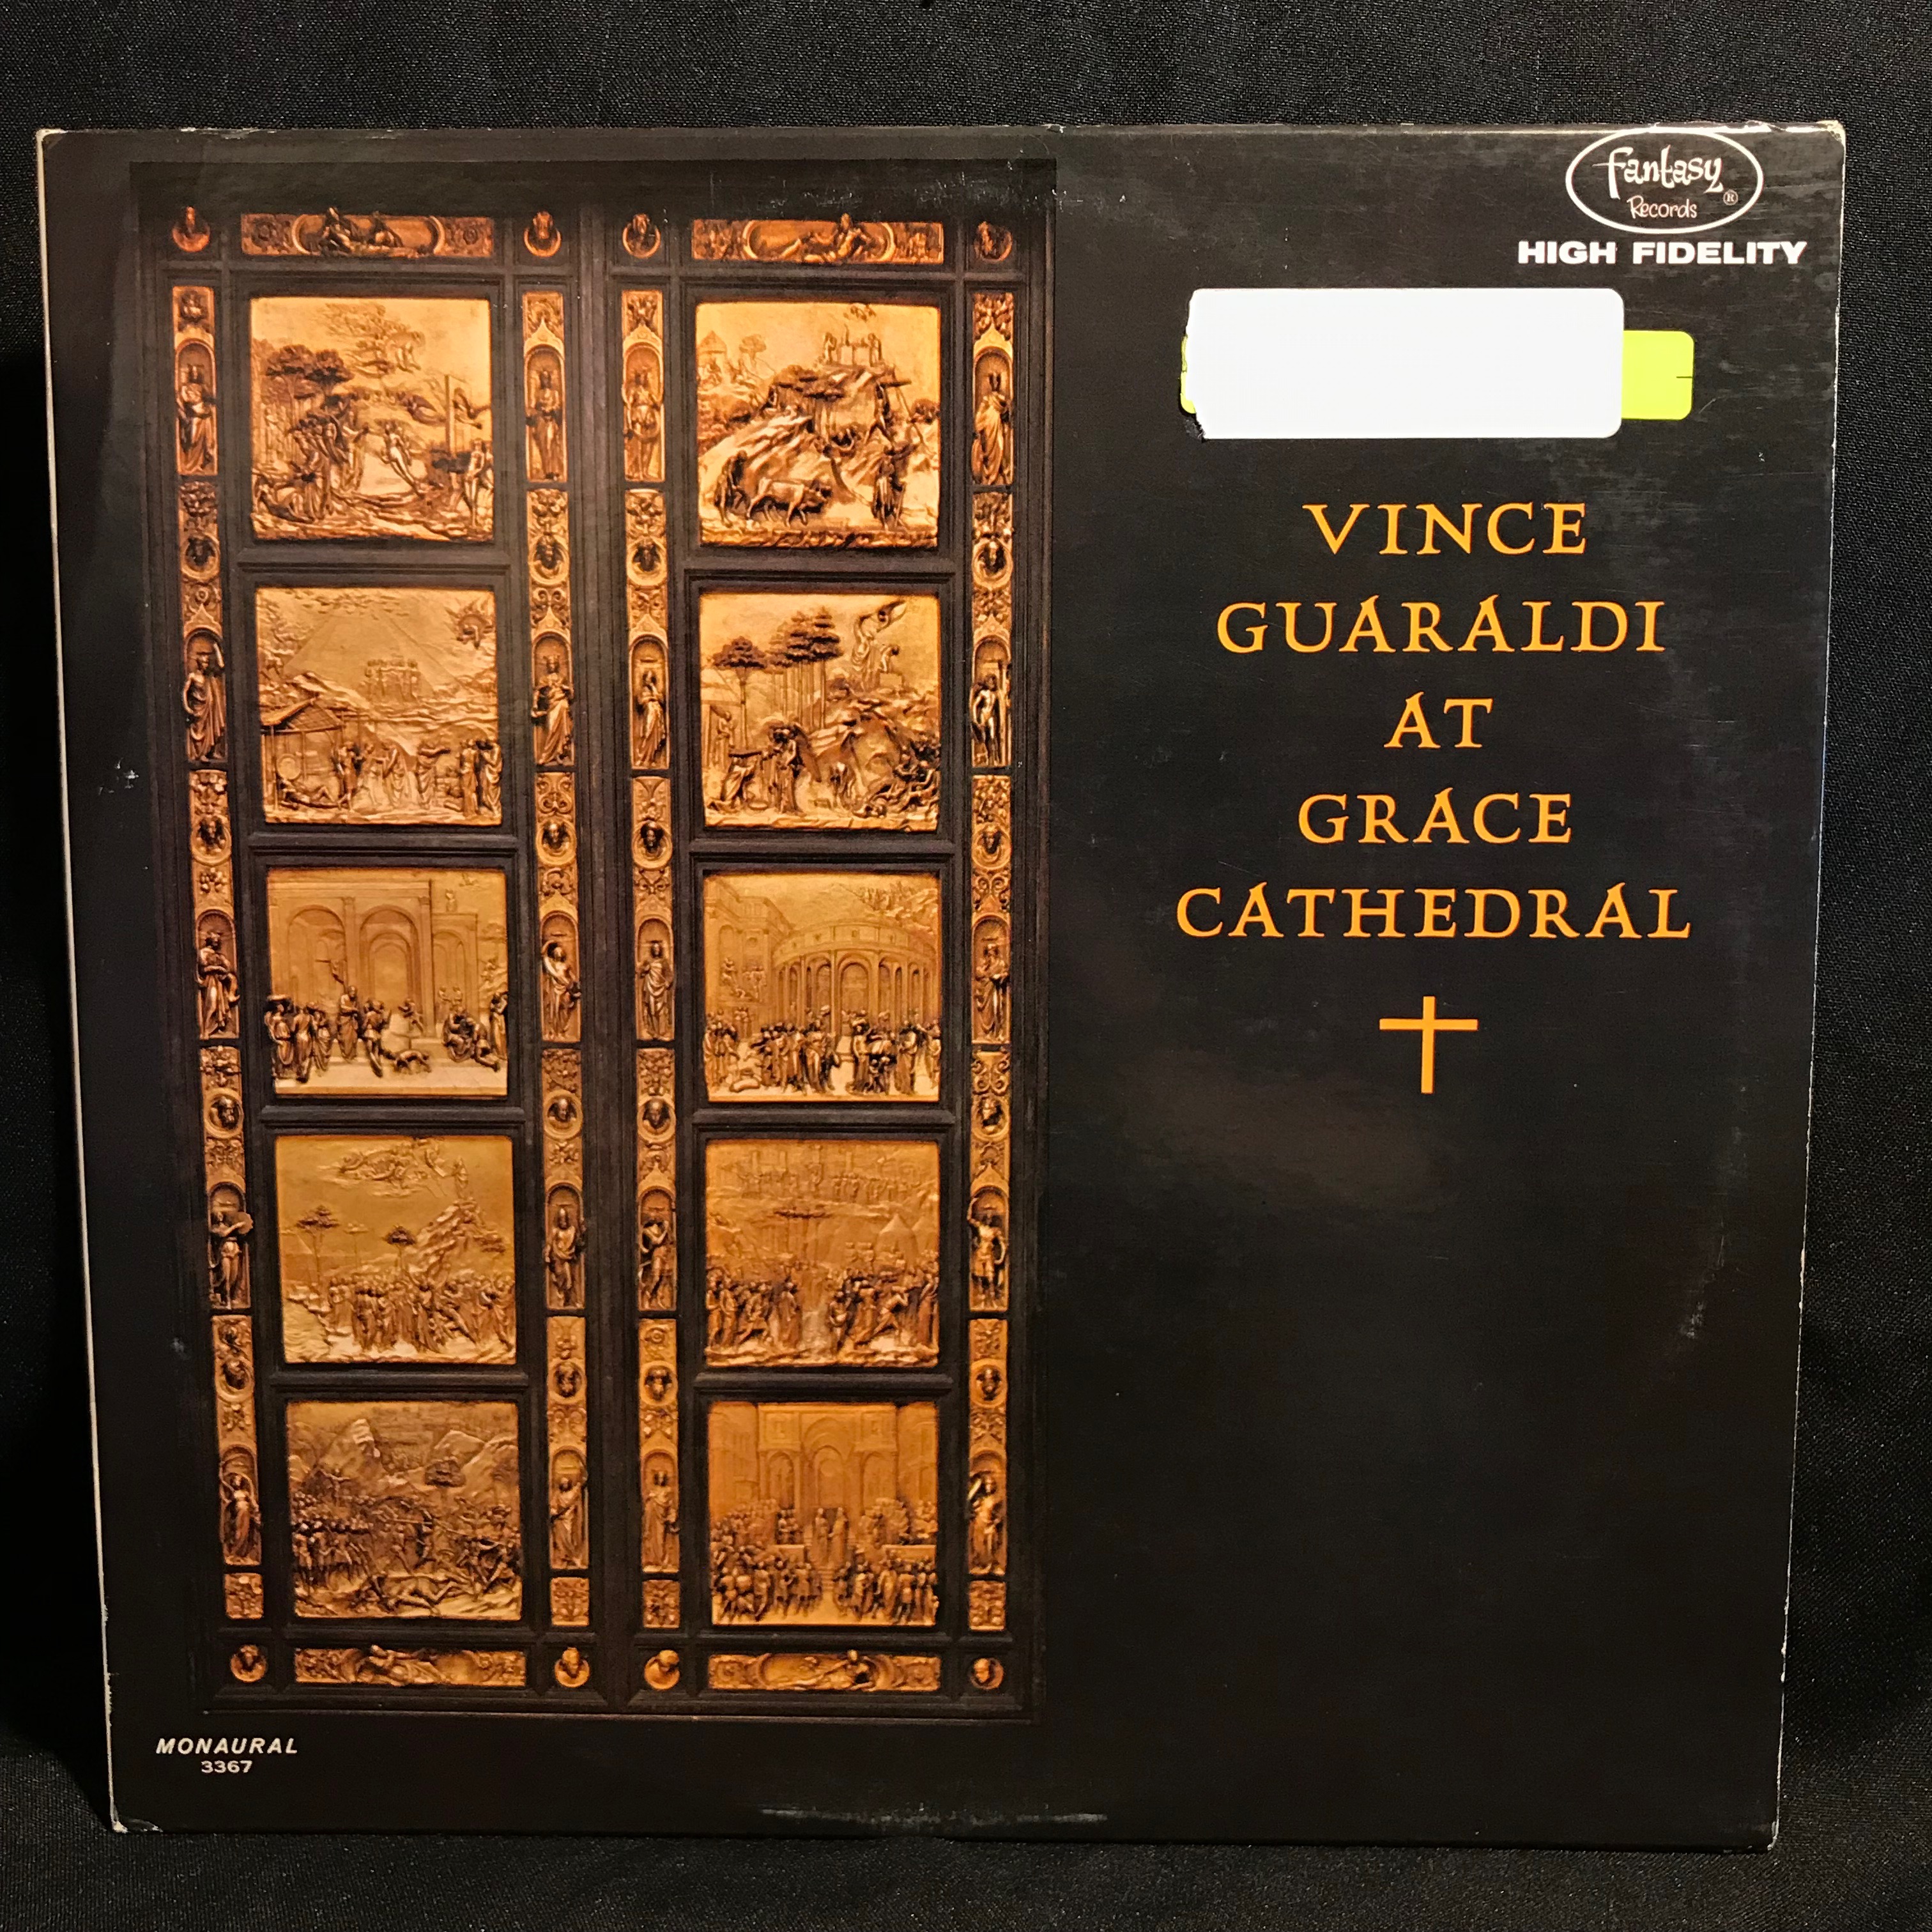 Fantasy
Records ®
HIGH FIDELITY
VINCE
GUARALDI
AT
GRACE
CATHEDRAL
MONAURAL
3367